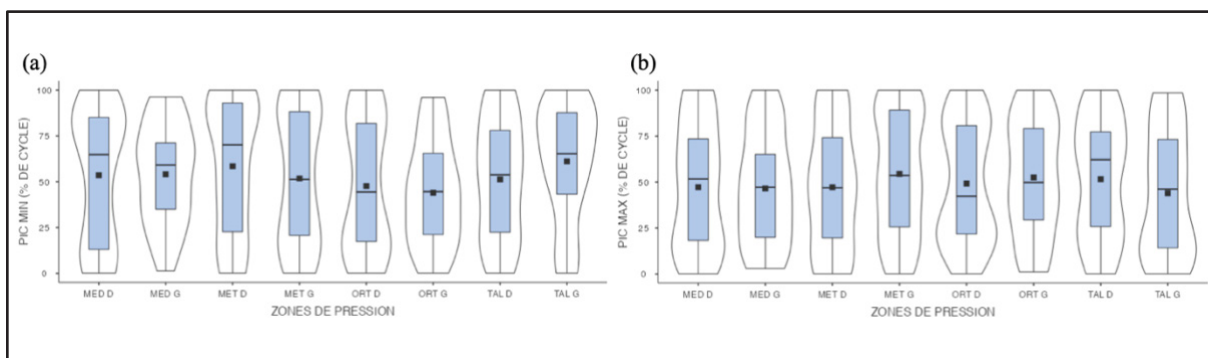 (a)
PIC MIN (% DE CYCLE)
100
75
50
25
0
MED D MED G MET D MET G ORT D ORT G TAL D TAL G
ZONES DE PRESSION
(b)
PIC MAX (% DE CYCLE)
100
75
50
25
0
MED D MED G MET D MET G ORT D ORT G TAL D TAL G
ZONES DE PRESSION